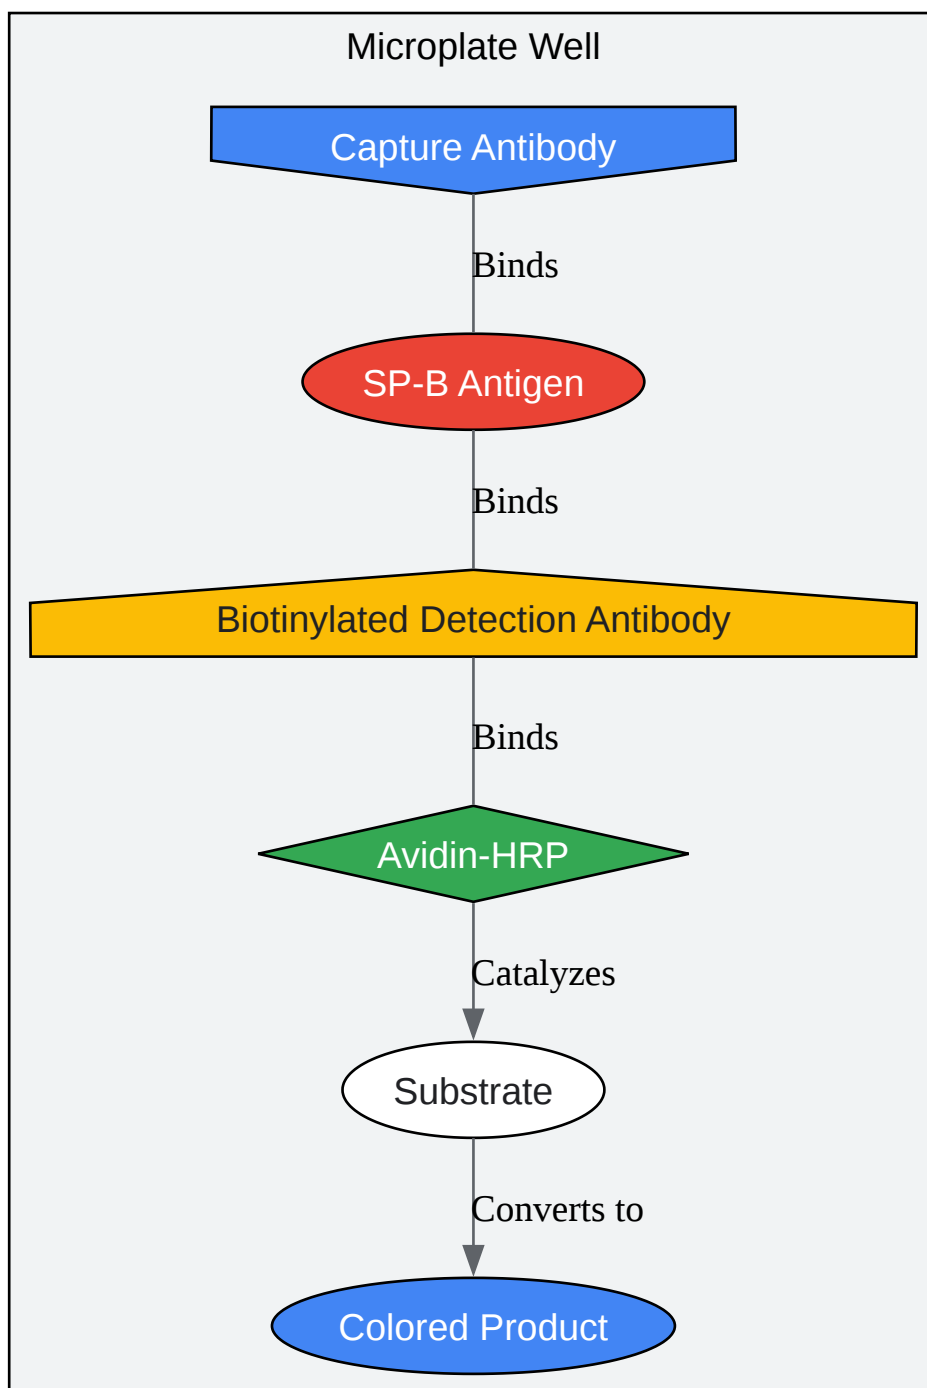 Microplate Well
Capture Antibody
Binds
SP-B Antigen
Binds
Biotinylated Detection Antibody
Binds
Avidin-HRP
Catalyzes
Substrate
Converts to
Colored Product